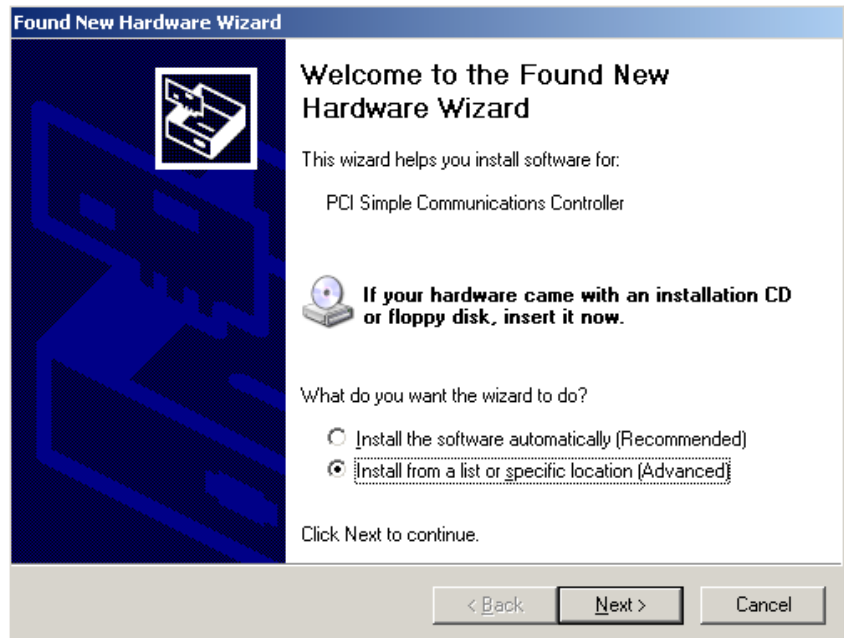 Found New Hardware Wizard
Welcome to the Found New
Hardware Wizard
This wizard helps you install software for:
PCI Simple Communications Controller
If your hardware came with an installation CD
or floppy disk, insert it now.
What do you want the wizard to do?
Install the software automatically (Recommended)
Install from a list or specific location (Advanced)
Click Next to continue.
< Back Next > Cancel